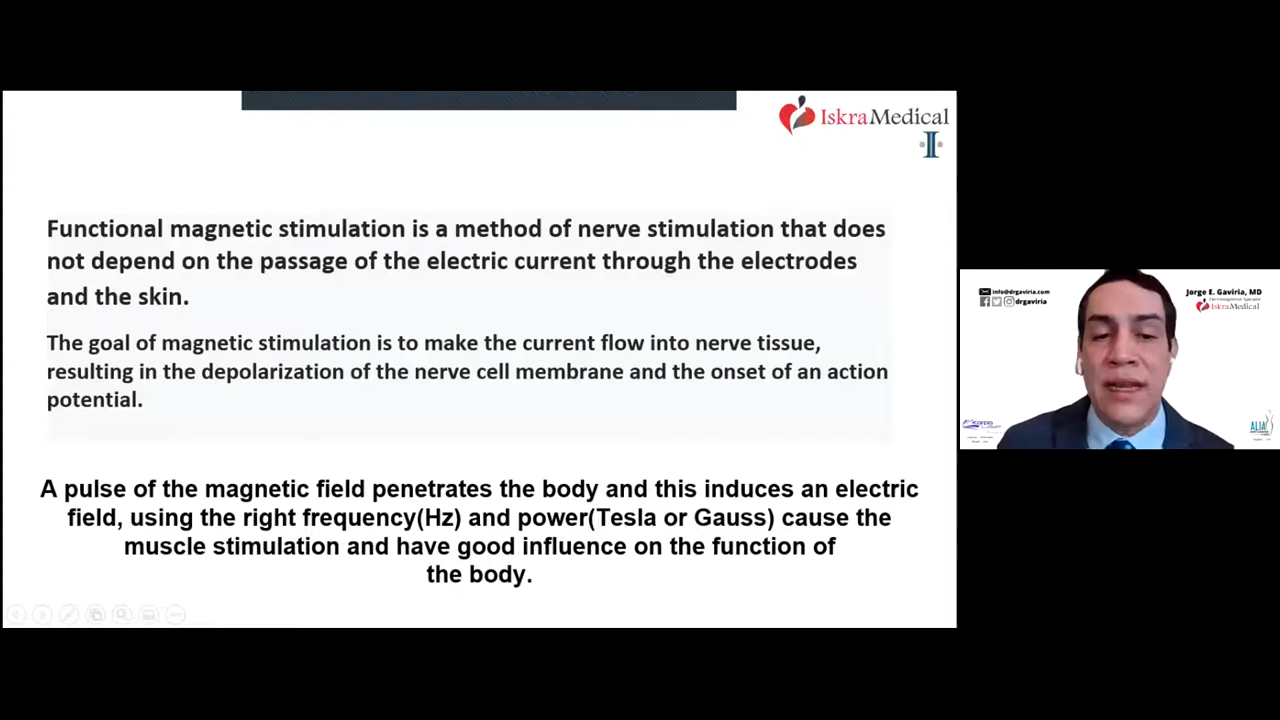 IskraMedical
I
Functional magnetic stimulation is a method of nerve stimulation that does
not depend on the passage of the electric current through the electrodes
and the skin.
The goal of magnetic stimulation is to make the current flow into nerve tissue,
resulting in the depolarization of the nerve cell membrane and the onset of an action
potential.
A pulse of the magnetic field penetrates the body and this induces an electric
field, using the right frequency(Hz) and power(Tesla or Gauss) cause the
muscle stimulation and have good influence on the function of
the body.
info@drgaviria.com
drgaviria
Jorge E. Gaviria, MD
IskraMedical
ALIA